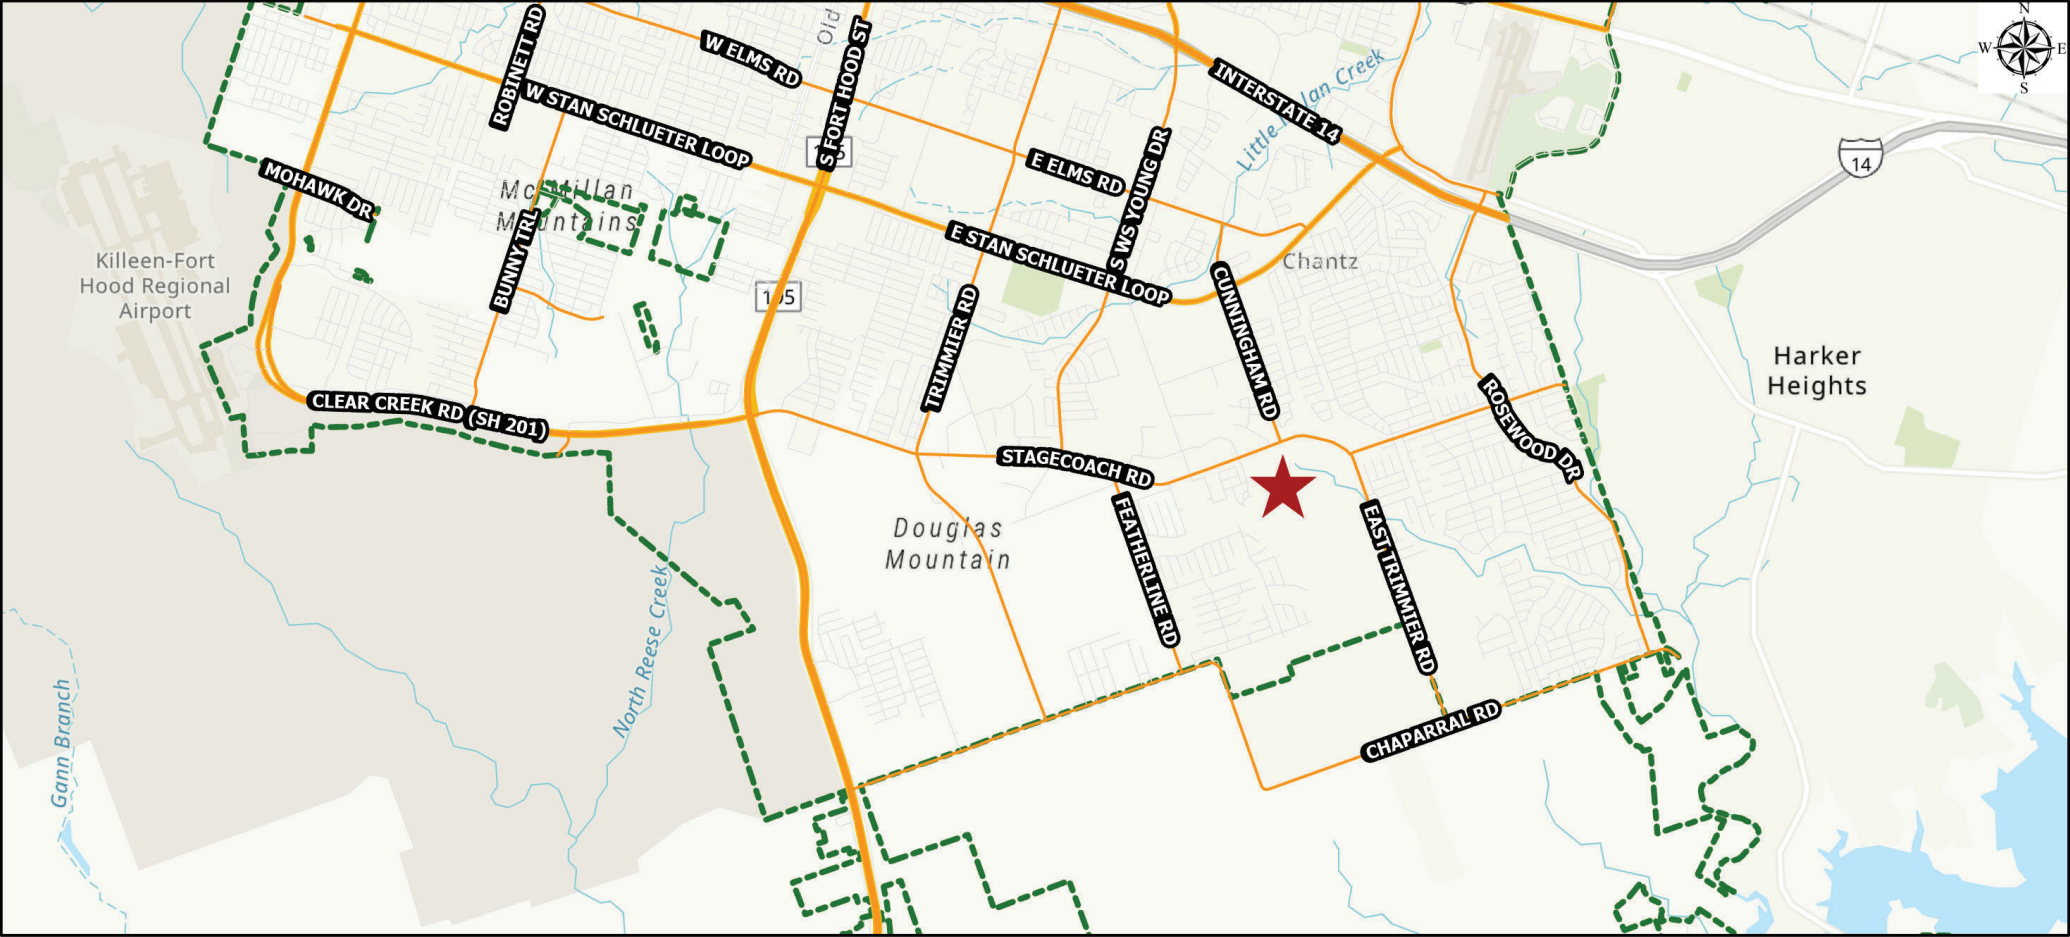 N
W E
S
Old
ROBINETT RD
W ELMS RD
S FORT HOOD ST
INTERSTATE 14
W STAN SCHLUETER LOOP
14
E ELMS RD
S WS YOUNG DR
MOHAWK DR
McMillan
Mountains
BUNNY TRL
E STAN SCHLUETER LOOP
Chantz
Killeen-Fort
Hood Regional
Airport
195
CUNNINGHAM RD
TRIMMIER RD
Harker
Heights
CLEAR CREEK RD (SH 201)
ROSEWOOD DR
STAGECOACH RD
Douglas
Mountain
FEATHERLINE RD
EAST TRIMMIER RD
North Reese Creek
Gann Branch
CHAPARRAL RD
Creek
Little